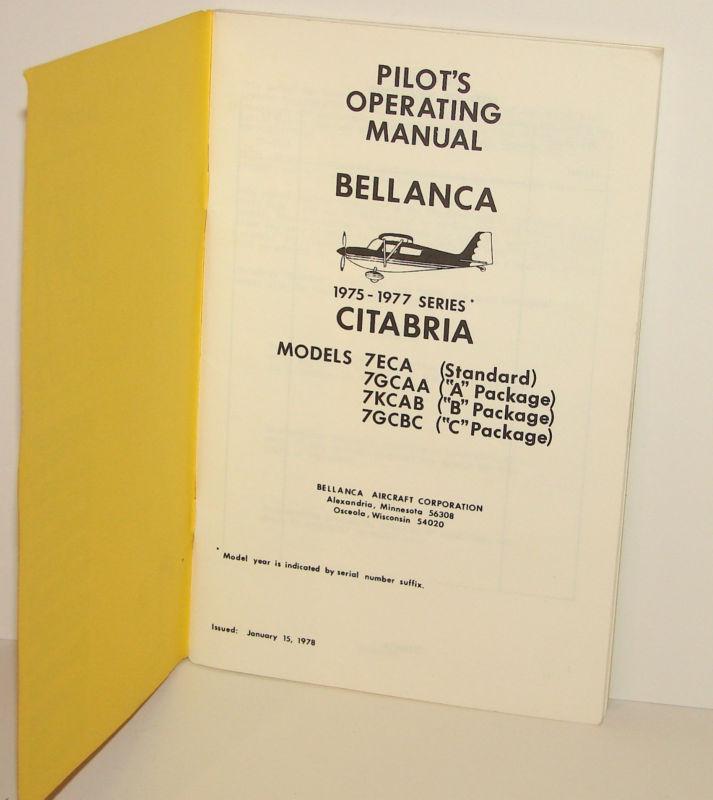 PILOT'S
OPERATING
MANUAL
BELLANCA
1975-1977 SERIES *
CITABRIA
MODELS 7ECA (Standard)
7GCAA ("A" Package)
7KCAB ("B" Package)
7GCBC ("C" Package)
BELLANCA AIRCRAFT CORPORATION
Alexandria, Minnesota 56308
Osceola, Wisconsin 54020
* Model year is indicated by serial number suffix.
Issued: January 15, 1978